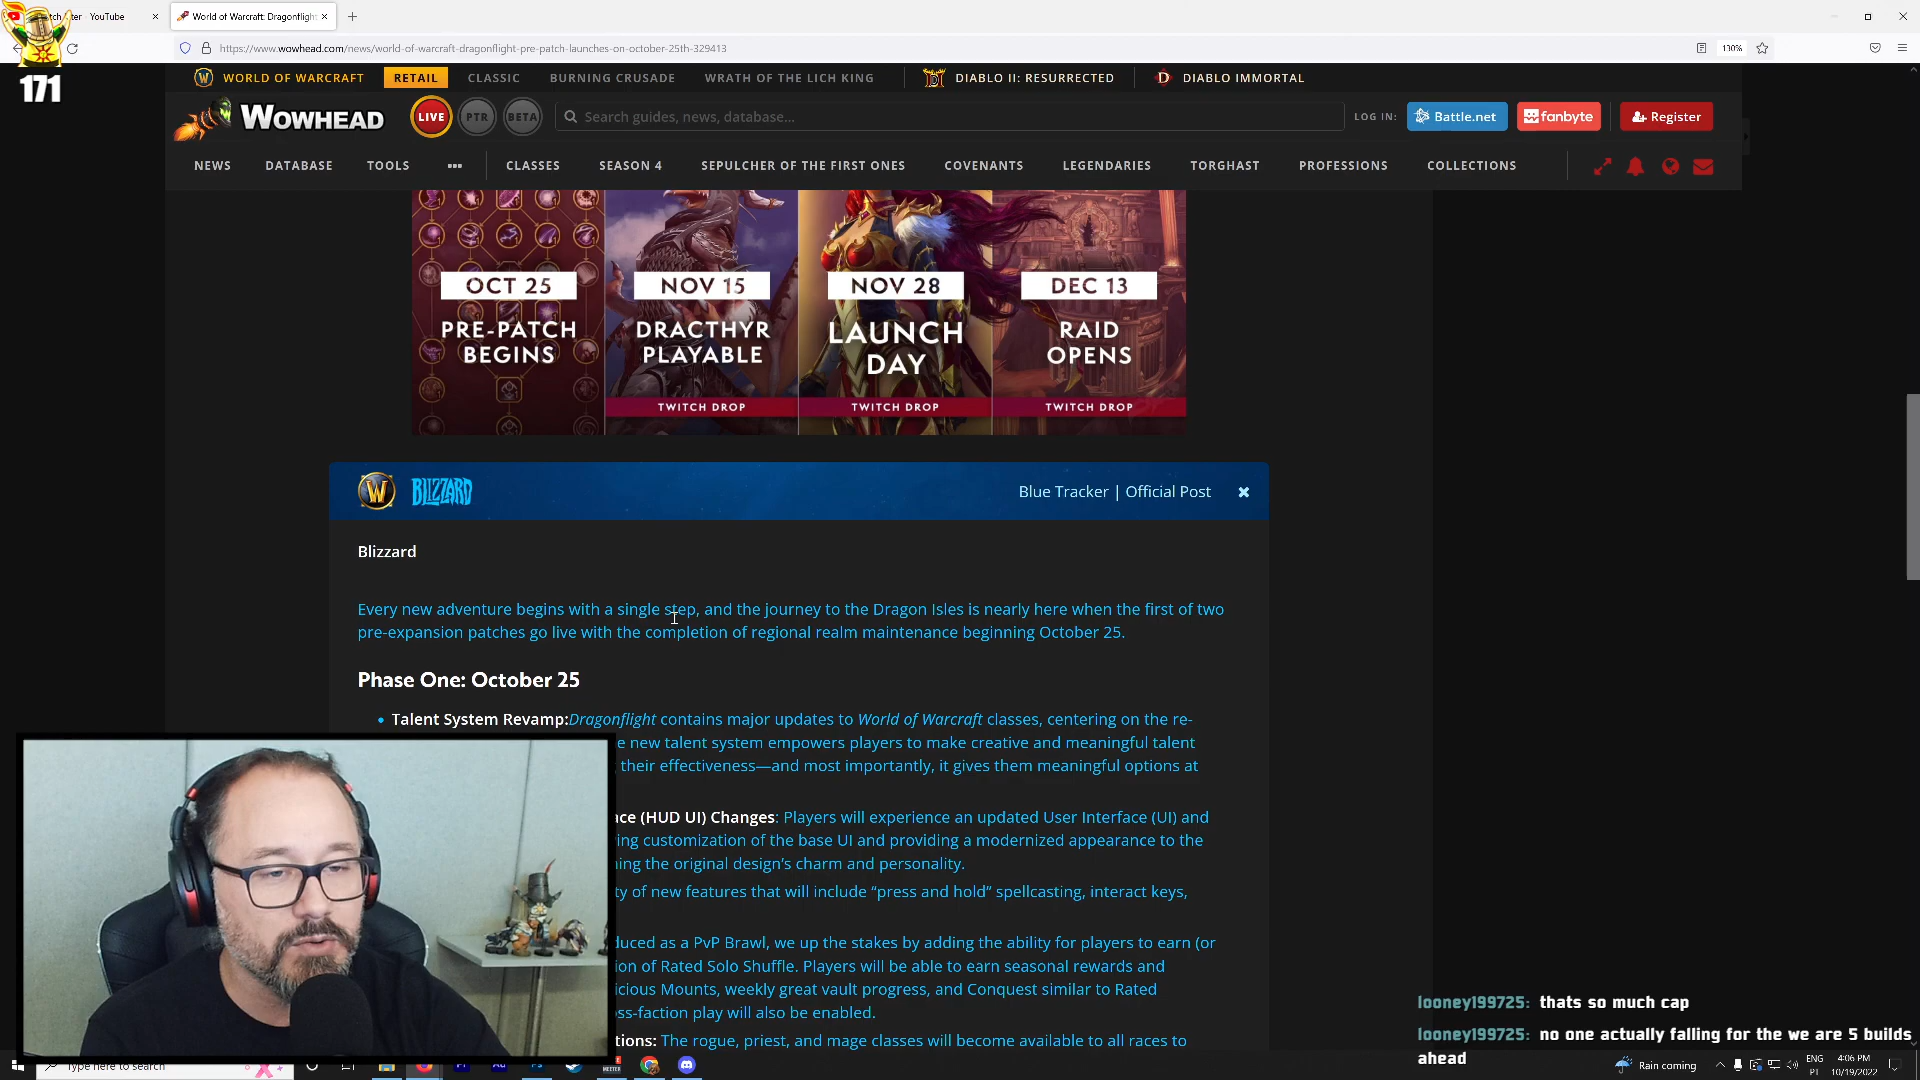 YouTube
World of Warcraft: Dragonflight
https://www.wowhead.com/news/world-of-warcraft-dragonflight-pre-patch-launches-on-october-25th-329413
130%
171
WORLD OF WARCRAFT RETAIL CLASSIC BURNING CRUSADE WRATH OF THE LICH KING DIABLO II: RESURRECTED DIABLO IMMORTAL
WOWHEAD LIVE PTR BETA Search guides, news, database... LOG IN: Battle.net fanbyte Register
NEWS DATABASE TOOLS ••• CLASSES SEASON 4 SEPULCHER OF THE FIRST ONES COVENANTS LEGENDARIES TORGHAST PROFESSIONS COLLECTIONS
OCT 25 NOV 15 NOV 28 DEC 13
PRE-PATCH DRACTHYR LAUNCH RAID
BEGINS PLAYABLE DAY OPENS
TWITCH DROP TWITCH DROP TWITCH DROP
BLIZZARD Blue Tracker | Official Post
Blizzard
Every new adventure begins with a single step, and the journey to the Dragon Isles is nearly here when the first of two
pre-expansion patches go live with the completion of regional realm maintenance beginning October 25.
Phase One: October 25
• Talent System Revamp:Dragonflight contains major updates to World of Warcraft classes, centering on the re-
new talent system empowers players to make creative and meaningful talent
their effectiveness—and most importantly, it gives them meaningful options at
(HUD UI) Changes: Players will experience an updated User Interface (UI) and
customization of the base UI and providing a modernized appearance to the
the original design's charm and personality.
of new features that will include “press and hold” spellcasting, interact keys,
as a PvP Brawl, we up the stakes by adding the ability for players to earn (or
of Rated Solo Shuffle. Players will be able to earn seasonal rewards and
Mounts, weekly great vault progress, and Conquest similar to Rated
play will also be enabled.
The rogue, priest, and mage classes will become available to all races to
looney199725: thats so much cap
looney199725: no one actually falling for the we are 5 builds
ahead
Type here to search
Rain coming
ENG
PT
4:06 PM
10/19/2022